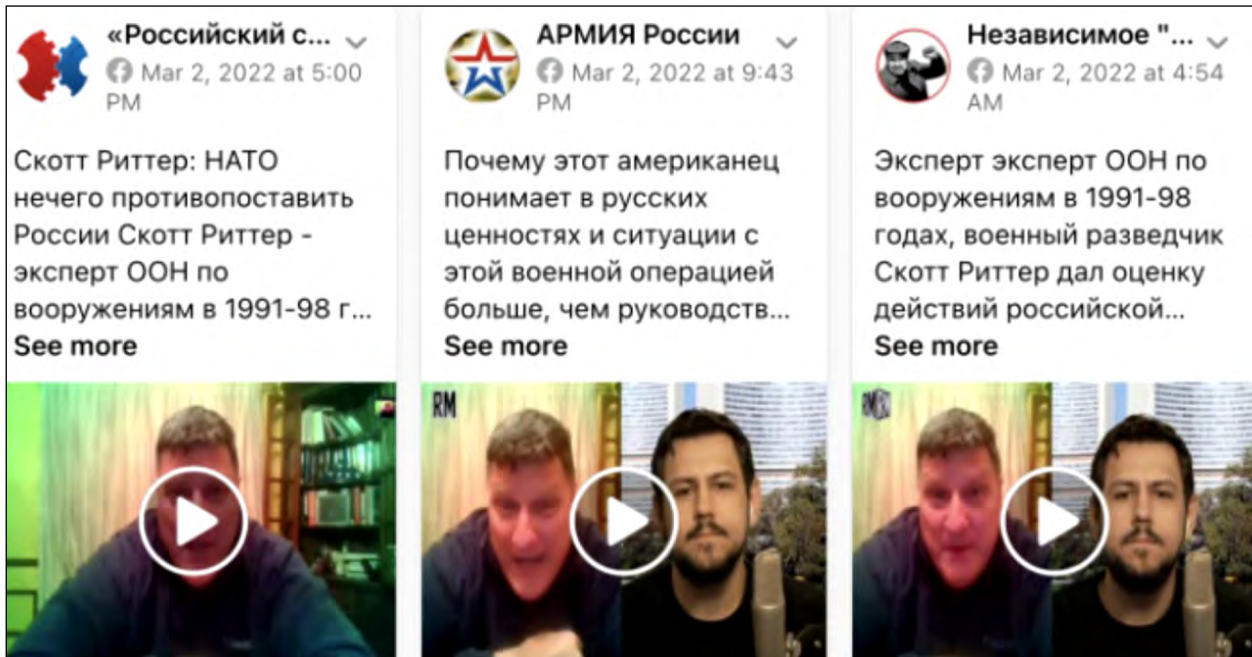 «Российский с...
Mar 2, 2022 at 5:00
PM
Скотт Риттер: НАТО
нечего противопоставить
России Скотт Риттер -
эксперт ООН по
вооружениям в 1991-98 г...
See more
АРМИЯ России
Mar 2, 2022 at 9:43
PM
Почему этот американец
понимает в русских
ценностях и ситуации с
этой военной операцией
больше, чем руководств...
See more
RM
Независимое "...
Mar 2, 2022 at 4:54
AM
Эксперт эксперт ООН по
вооружениям в 1991-98
годах, военный разведчик
Скотт Риттер дал оценку
действий российской...
See more